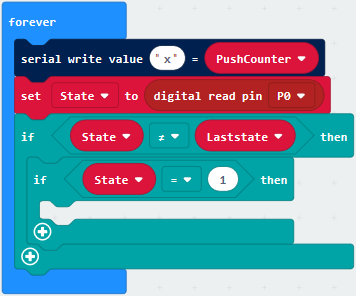 forever
serial write value "x" = PushCounter
set State to digital read pin P0
if State ≠ Laststate then
if State = 1 then